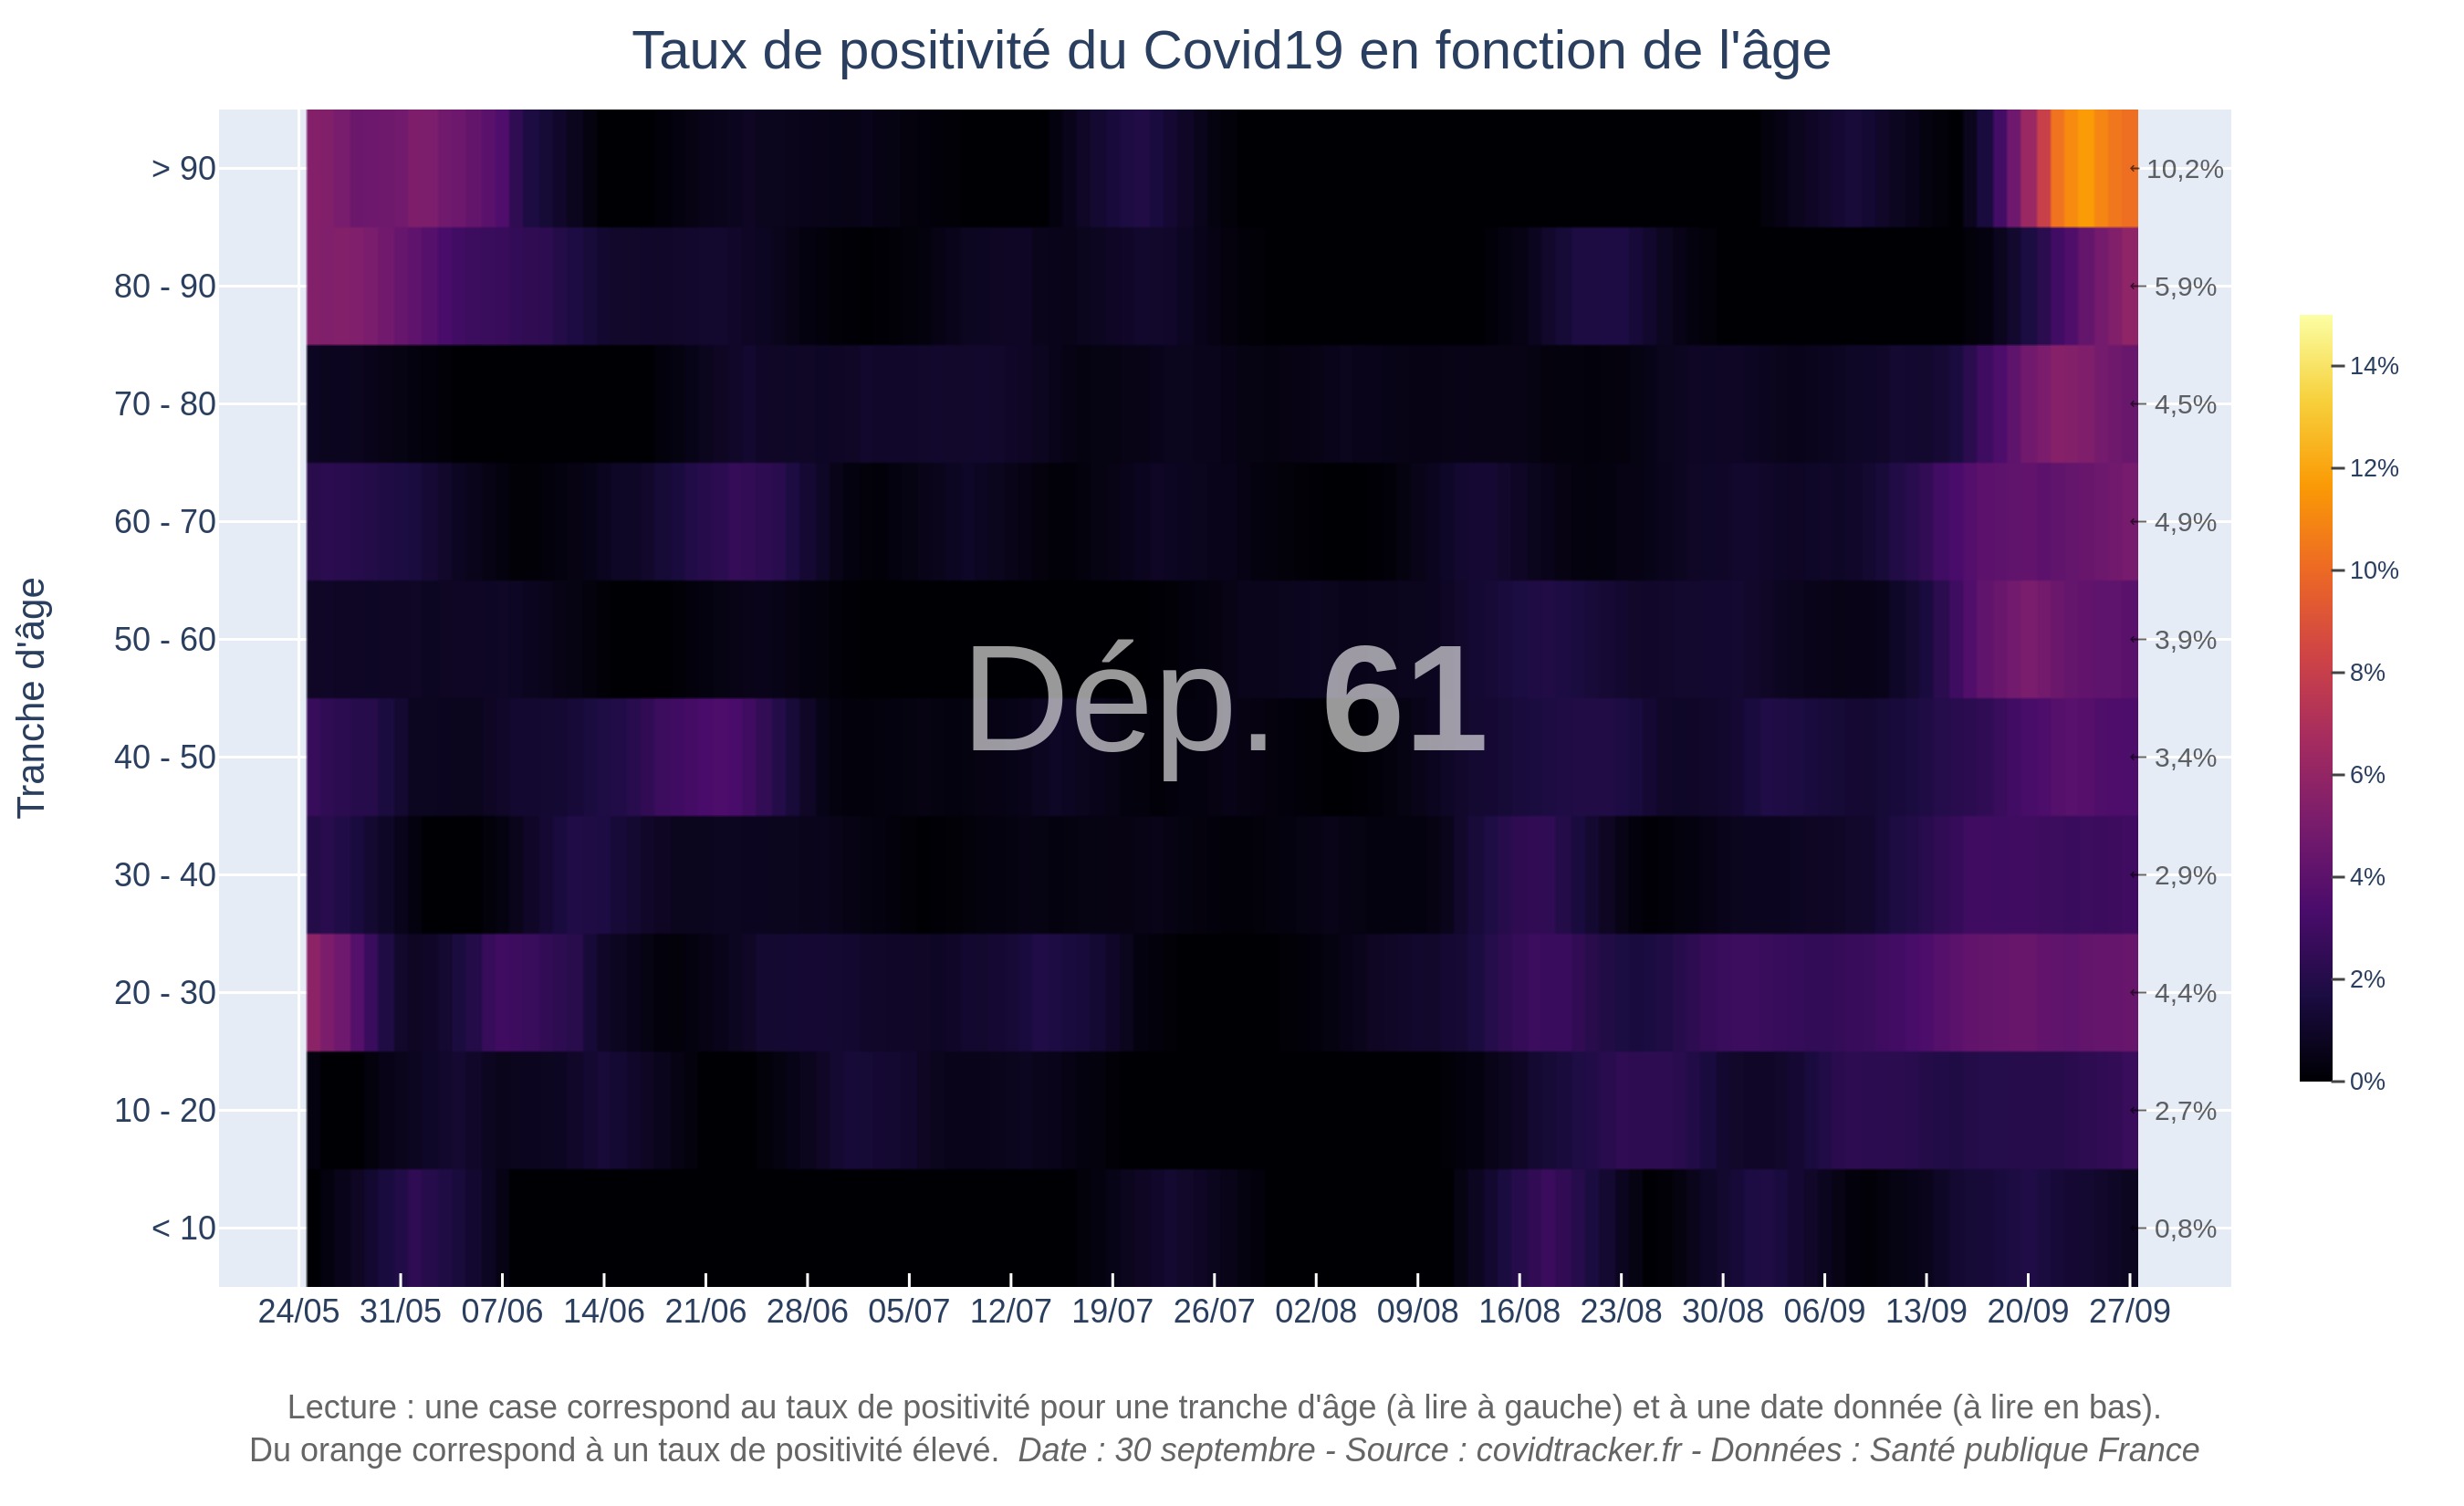 Taux de positivité du Covid19 en fonction de l'âge
Tranche d'âge
> 90
80 - 90
70 - 80
60 - 70
50 - 60
40 - 50
30 - 40
20 - 30
10 - 20
< 10
Dép. 61
← 10,2%
← 5,9%
← 4,5%
← 4,9%
← 3,9%
← 3,4%
← 2,9%
← 4,4%
← 2,7%
← 0,8%
14%
12%
10%
8%
6%
4%
2%
0%
24/05 31/05 07/06 14/06 21/06 28/06 05/07 12/07 19/07 26/07 02/08 09/08 16/08 23/08 30/08 06/09 13/09 20/09 27/09
Lecture : une case correspond au taux de positivité pour une tranche d'âge (à lire à gauche) et à une date donnée (à lire en bas).
Du orange correspond à un taux de positivité élevé. Date : 30 septembre - Source : covidtracker.fr - Données : Santé publique France